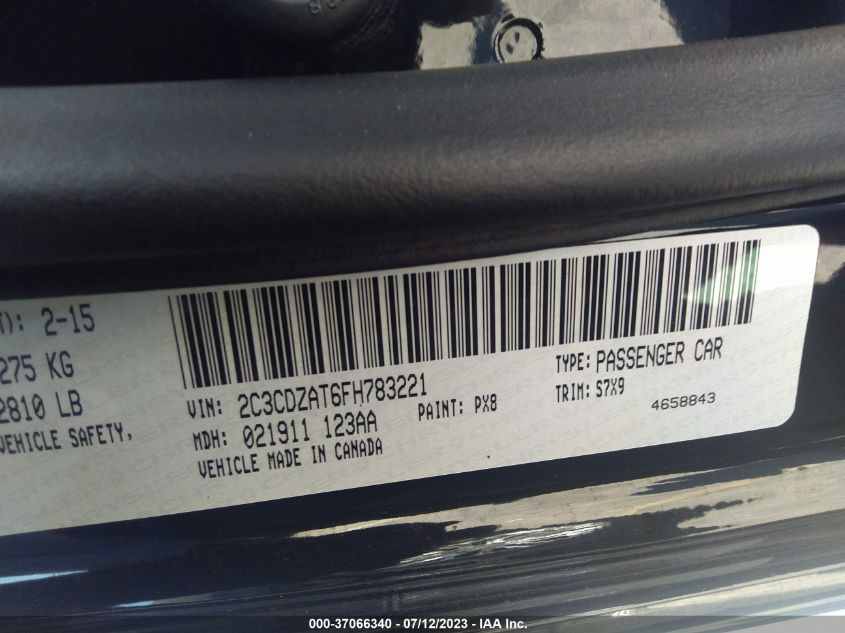 T): 2-15
275 KG
2810 LB
VEHICLE SAFETY,
VIN: 2C3CDZAT6FH783221
MDH: 021911 123AA
PAINT: PX8
VEHICLE MADE IN CANADA
TYPE: PASSENGER CAR
TRIM: S7X9
4658843
000-37066340 - 07/12/2023 - IAA Inc.